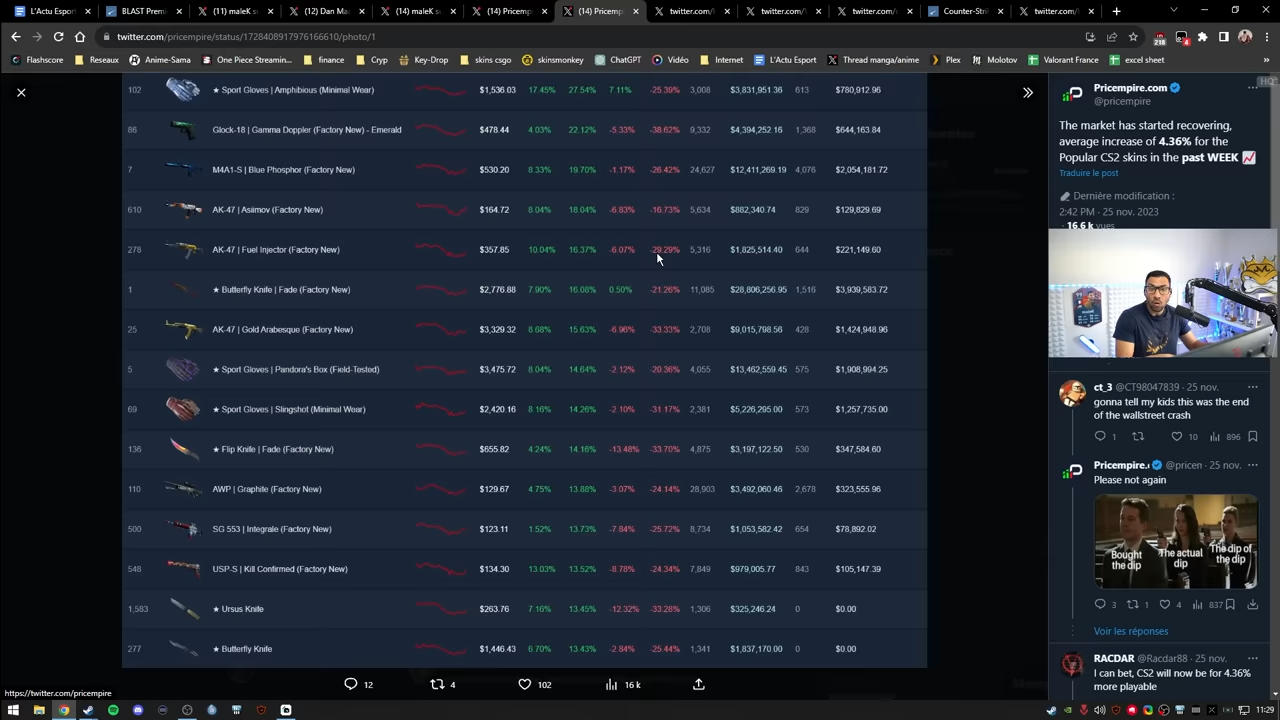 L'Actu Esport
BLAST Premi
(11) maleK s
(12) Dan Ma
(14) maleK su
(14) Pricemp
(14) Pricemp
twitter.com/
twitter.com/
twitter.com/
Counter-Strik
twitter.com/
twitter.com/pricempire/status/1728408917976166610/photo/1
Flashscore
Reseaux
Anime-Sama
One Piece Streamin...
finance
Cryp
Key-Drop
skins csgo
skinsmonkey
ChatGPT
Vidéo
Internet
L'Actu Esport
Thread manga/anime
Plex
Molotov
Valorant France
excel sheet
HQ
102 ★ Sport Gloves | Amphibious (Minimal Wear) $1,536.03 17.45% 27.54% 7.11% -25.39% 3,008 $3,831,951.36 613 $780,912.96
86 Glock-18 | Gamma Doppler (Factory New) - Emerald $478.44 4.03% 22.12% -5.33% -38.62% 9,332 $4,394,252.16 1,368 $644,163.84
7 M4A1-S | Blue Phosphor (Factory New) $530.20 8.33% 19.70% -1.17% -26.42% 24,627 $12,411,269.19 4,076 $2,054,181.72
610 AK-47 | Asiimov (Factory New) $164.72 8.04% 18.04% -6.83% -16.73% 5,634 $882,340.74 829 $129,829.69
278 AK-47 | Fuel Injector (Factory New) $357.85 10.04% 16.37% -6.07% -29.29% 5,316 $1,825,514.40 644 $221,149.60
1 ★ Butterfly Knife | Fade (Factory New) $2,776.88 7.90% 16.08% 0.50% -21.26% 11,085 $28,806,256.95 1,516 $3,939,583.72
25 AK-47 | Gold Arabesque (Factory New) $3,329.32 8.68% 15.63% -6.96% -33.33% 2,708 $9,015,798.56 428 $1,424,948.96
5 ★ Sport Gloves | Pandora's Box (Field-Tested) $3,475.72 8.04% 14.64% -2.12% -20.36% 4,055 $13,462,559.45 575 $1,908,994.25
69 ★ Sport Gloves | Slingshot (Minimal Wear) $2,420.16 8.16% 14.26% -2.10% -31.17% 2,381 $5,226,295.00 573 $1,257,735.00
136 ★ Flip Knife | Fade (Factory New) $655.82 4.24% 14.16% -13.48% -33.70% 4,875 $3,197,122.50 530 $347,584.60
110 AWP | Graphite (Factory New) $129.67 4.75% 13.88% -3.07% -24.14% 28,903 $3,492,060.46 2,678 $323,555.96
500 SG 553 | Integrale (Factory New) $123.11 1.52% 13.73% -7.84% -25.72% 8,734 $1,053,582.42 654 $78,892.02
548 USP-S | Kill Confirmed (Factory New) $134.30 13.03% 13.52% -8.78% -24.34% 7,849 $979,005.77 843 $105,147.39
1,583 ★ Ursus Knife $263.76 7.16% 13.45% -12.32% -33.28% 1,306 $325,246.24 0 $0.00
277 ★ Butterfly Knife $1,446.43 6.70% 13.43% -2.84% -25.44% 1,341 $1,837,170.00 0 $0.00
12
4
102
16 k
https://twitter.com/pricempire
Pricempire.com
@pricempire
The market has started recovering,
average increase of 4.36% for the
Popular CS2 skins in the past WEEK
Traduire le post
Dernière modification :
2:42 PM · 25 nov. 2023
· 16,6 k vues
ct_3 @CT98047839 · 25 nov.
gonna tell my kids this was the end
of the wallstreet crash
1
10
896
Pricempire. @pricen · 25 nov.
Please not again
Bought
the dip
The actual
dip
The dip of
the dip
3
1
4
837
Voir les réponses
RACDAR @Racdar88 · 25 nov.
I can bet, CS2 will now be for 4.36%
more playable
11:29